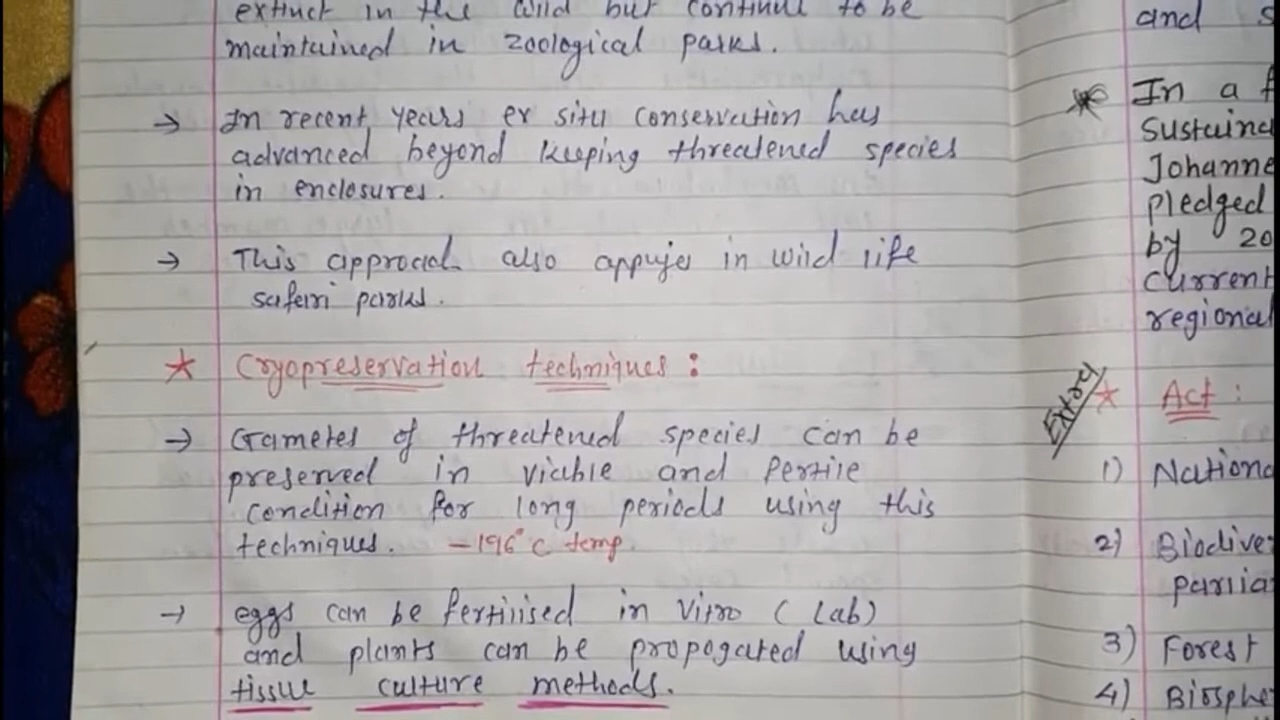 extinct in the wild but continue to be
maintained in zoological parks.
→ In recent years ex situ conservation has
advanced beyond keeping threatened species
in enclosures.
→ This approach also applies in wild life
safari parks.
* Cryopreservation techniques:
→ Gametes of threatened species can be
preserved in viable and fertile
condition for long periods using this
techniques. -196°C temp.
→ eggs can be fertilised in vitro (Lab)
and plants can be propogated using
tissue culture methods.
and s
* In a f
Sustaina
Johanne
pledged
by 20
current
regional
Extra
* Act:
1) Nationa
2) Biodiver
parlia
3) Forest
4) Biosphe